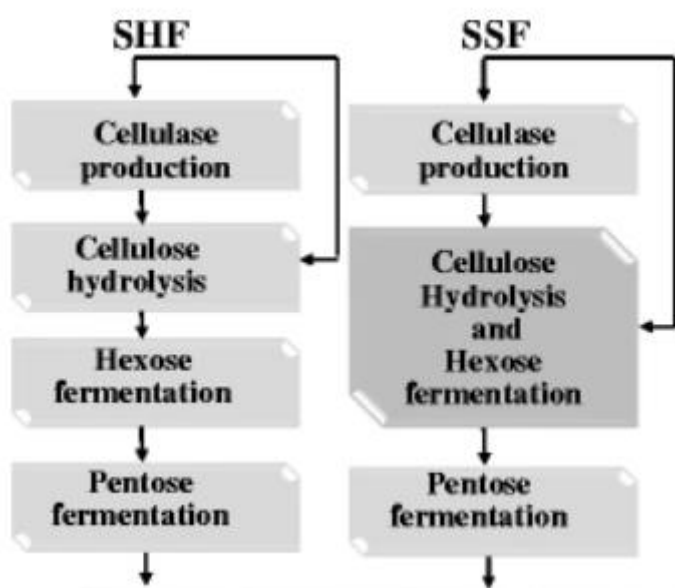 SHF
Cellulase
production
Cellulose
hydrolysis
Hexose
fermentation
Pentose
fermentation
SSF
Cellulase
production
Cellulose
Hydrolysis
and
Hexose
fermentation
Pentose
fermentation